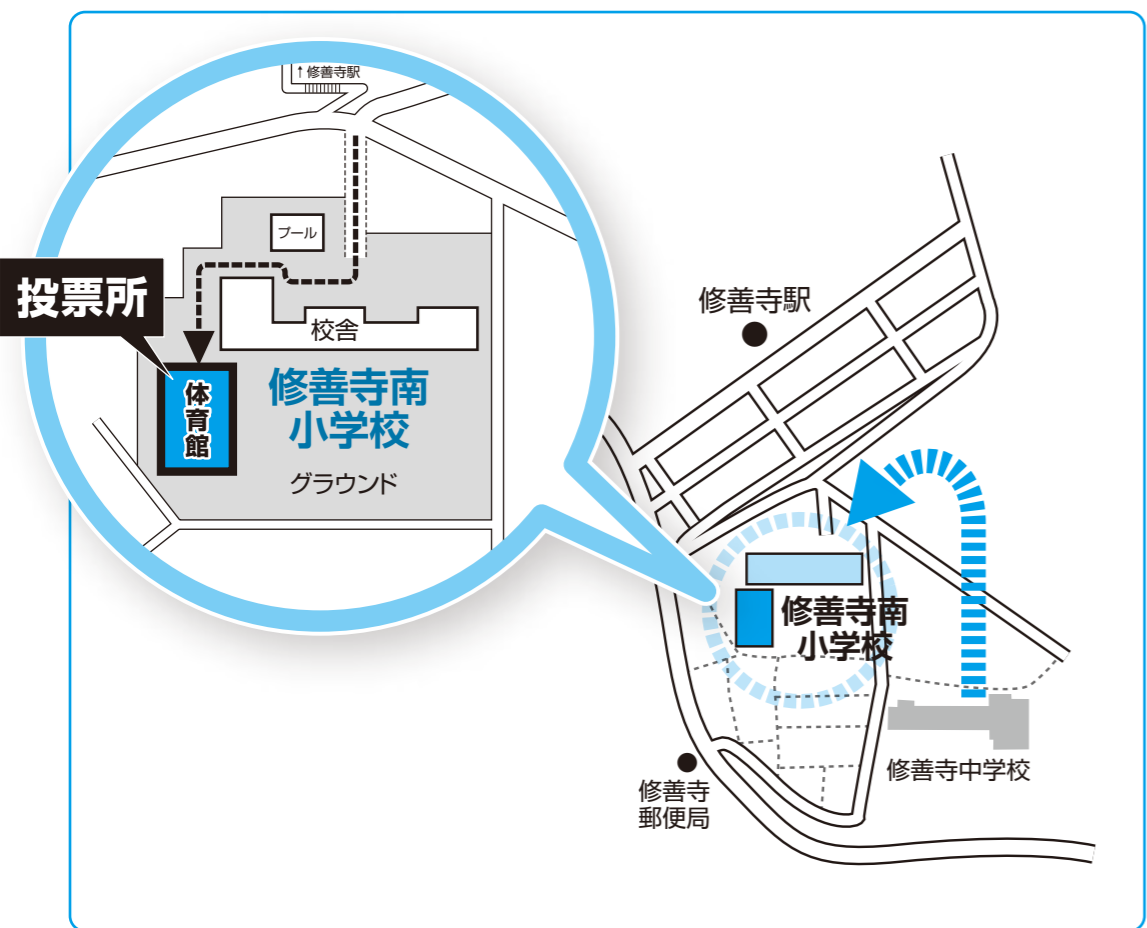 ↑修善寺駅
プール
投票所
校舎
体育館
修善寺南
小学校
グラウンド
修善寺駅
修善寺南
小学校
修善寺中学校
修善寺
郵便局